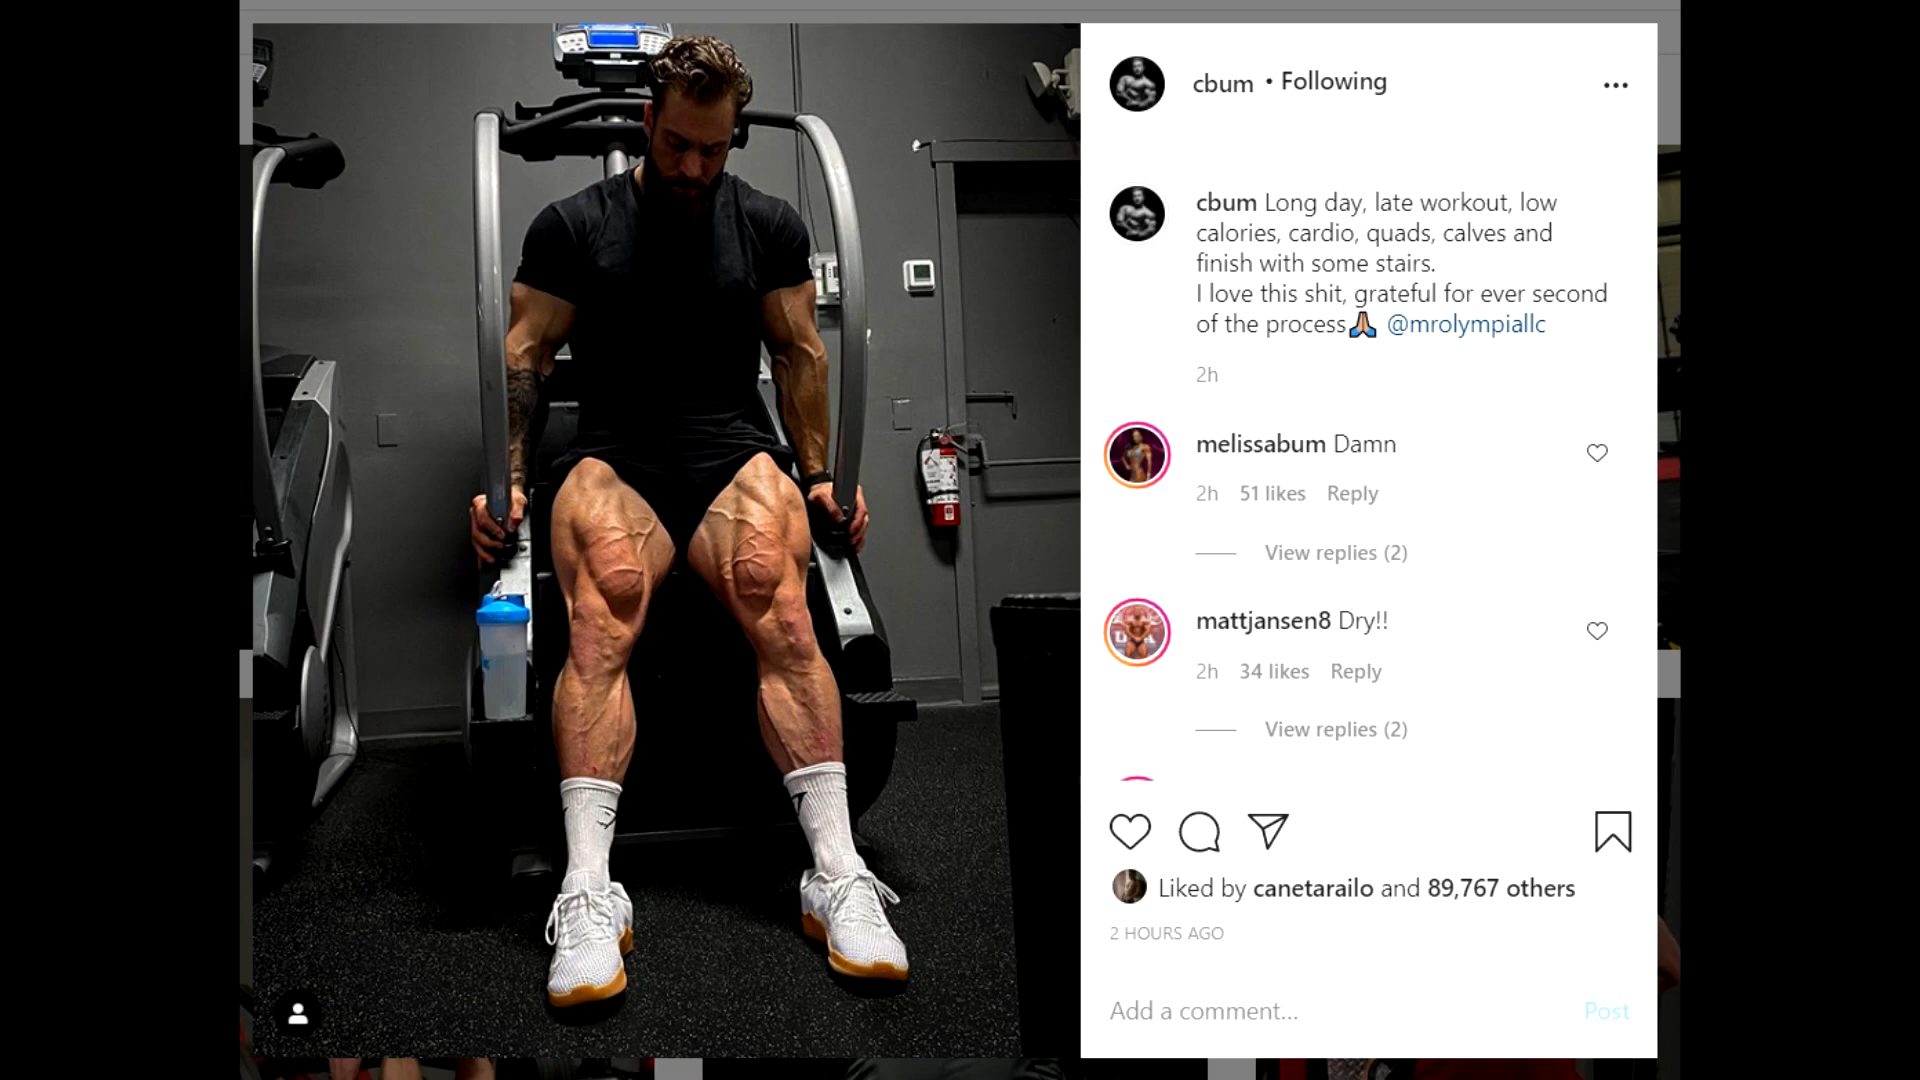 cbum • Following
cbum Long day, late workout, low
calories, cardio, quads, calves and
finish with some stairs.
I love this shit, grateful for ever second
of the process🙏 @mrolympiallc
2h
melissabum Damn
2h 51 likes Reply
View replies (2)
mattjansen8 Dry!!
2h 34 likes Reply
View replies (2)
Liked by canetarailo and 89,767 others
2 HOURS AGO
Add a comment... Post